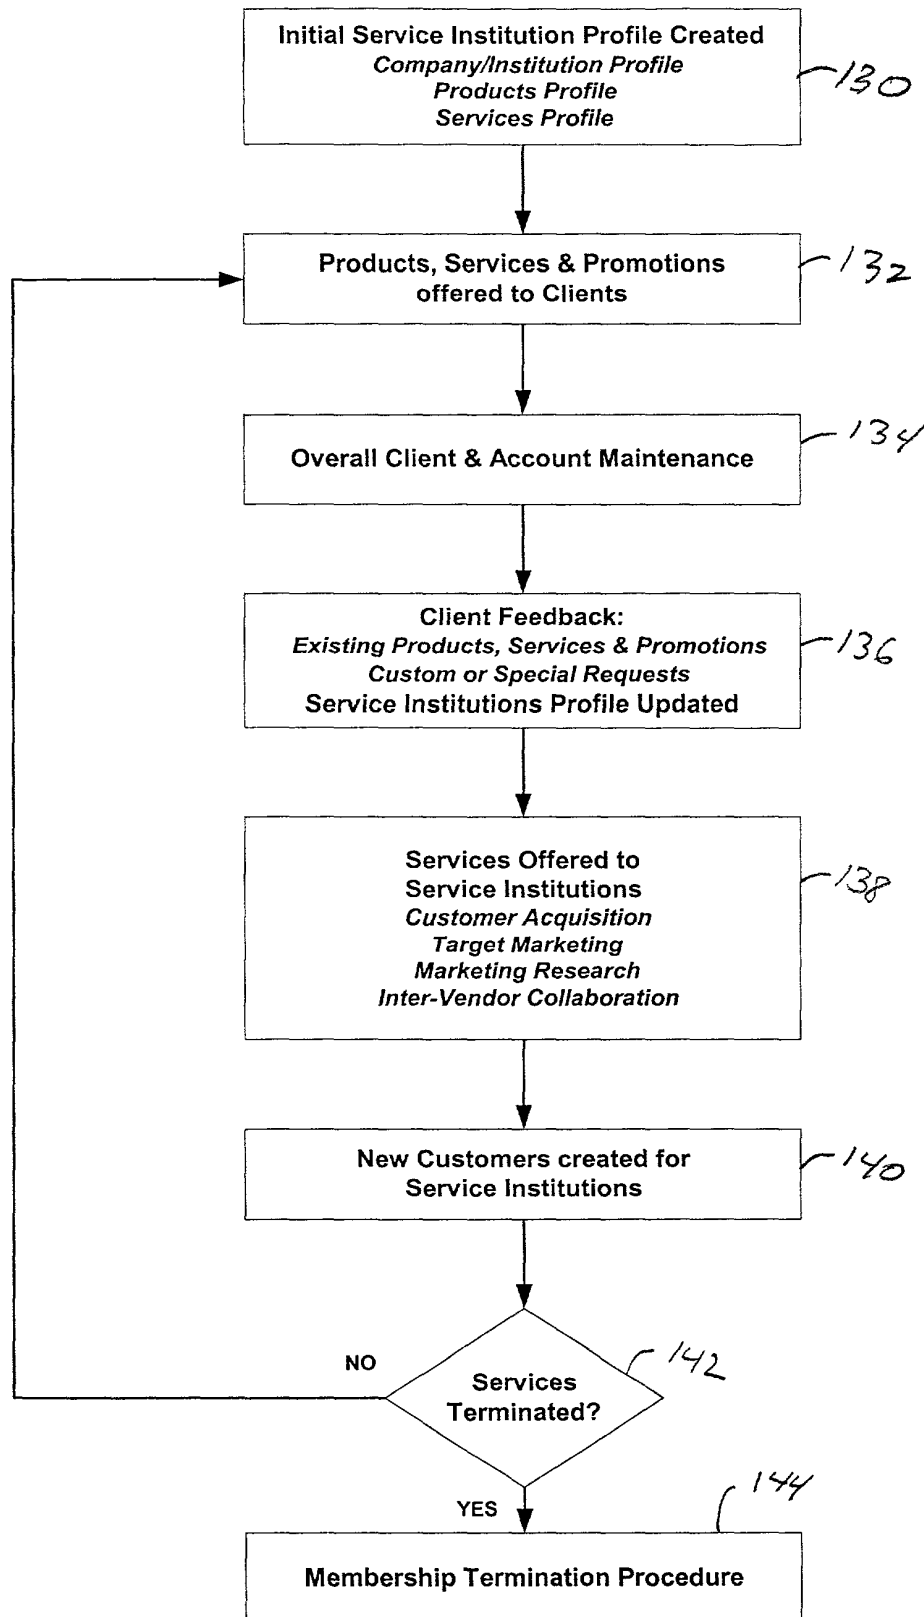 Initial Service Institution Profile Created
Company/Institution Profile
Products Profile
Services Profile
130
Products, Services & Promotions
offered to Clients
132
Overall Client & Account Maintenance
134
Client Feedback:
Existing Products, Services & Promotions
Custom or Special Requests
Service Institutions Profile Updated
136
Services Offered to
Service Institutions
Customer Acquisition
Target Marketing
Marketing Research
Inter-Vendor Collaboration
138
New Customers created for
Service Institutions
140
NO
Services
Terminated?
142
YES
144
Membership Termination Procedure